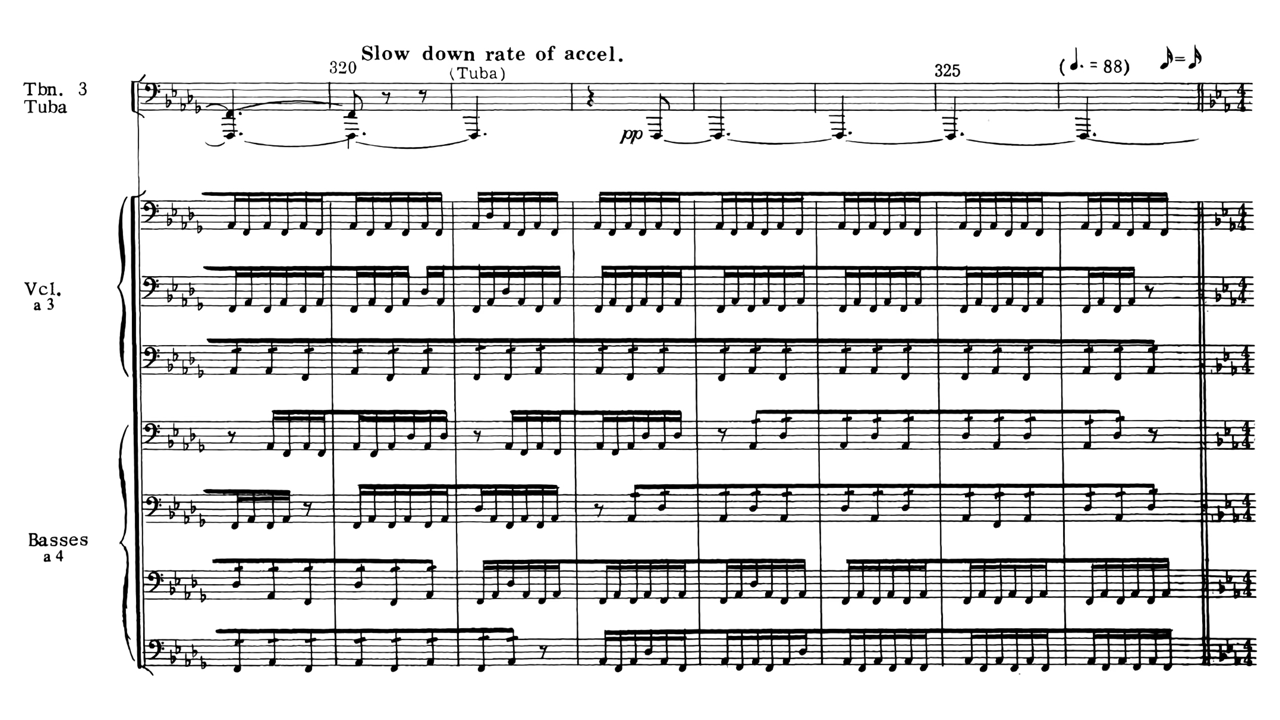 Slow down rate of accel.
320
(Tuba)
325
(♩. = 88) ♪=♪
Tbn. 3
Tuba
pp
Vcl.
a 3
Basses
a 4